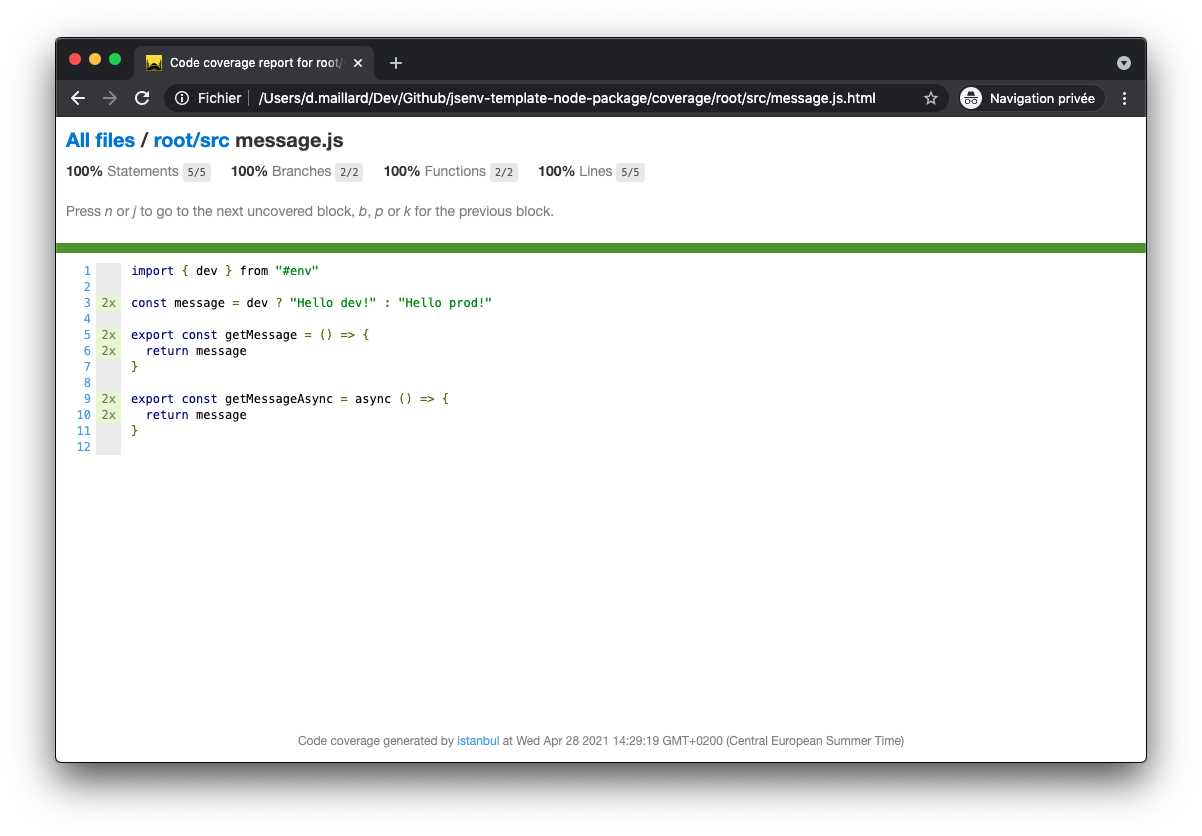 Code coverage report for root/
Fichier /Users/d.maillard/Dev/Github/jsenv-template-node-package/coverage/root/src/message.js.html Navigation privée
All files / root/src message.js
100% Statements 5/5 100% Branches 2/2 100% Functions 2/2 100% Lines 5/5
Press n or j to go to the next uncovered block, b, p or k for the previous block.
1 import { dev } from "#env"
2
3 2x const message = dev ? "Hello dev!" : "Hello prod!"
4
5 2x export const getMessage = () => {
6 2x   return message
7 }
8
9 2x export const getMessageAsync = async () => {
10 2x   return message
11 }
12
Code coverage generated by istanbul at Wed Apr 28 2021 14:29:19 GMT+0200 (Central European Summer Time)